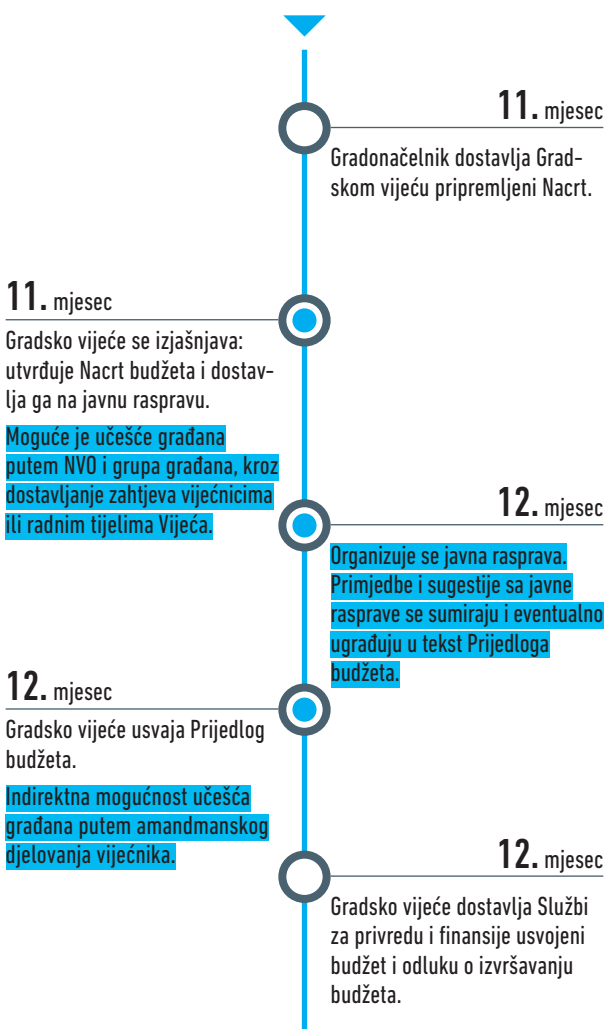 11. mjesec
Gradonačelnik dostavlja Grad-
skom vijeću pripremljeni Nacrt.
11. mjesec
Gradsko vijeće se izjašnjava:
utvrđuje Nacrt budžeta i dostav-
lja ga na javnu raspravu.
Moguće je učešće građana
putem NVO i grupa građana, kroz
dostavljanje zahtjeva vijećnicima
ili radnim tijelima Vijeća.
12. mjesec
Organizuje se javna rasprava.
Primjedbe i sugestije sa javne
rasprave se sumiraju i eventualno
ugrađuju u tekst Prijedloga
budžeta.
12. mjesec
Gradsko vijeće usvaja Prijedlog
budžeta.
Indirektna mogućnost učešća
građana putem amandmanskog
djelovanja vijećnika.
12. mjesec
Gradsko vijeće dostavlja Službi
za privredu i finansije usvojeni
budžet i odluku o izvršavanju
budžeta.